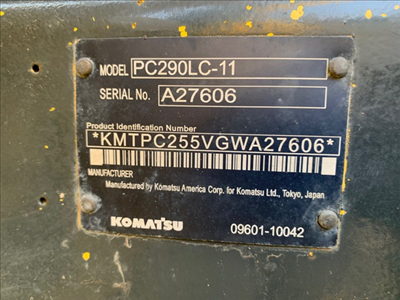 MODEL PC290LC-11
SERIAL No. A27606
Product Identification Number
*KMTPC255VGWA27606*
MANUFACTURER
Manufactured by Komatsu America Corp. for Komatsu Ltd., Tokyo, Japan
KOMATSU 09601-10042